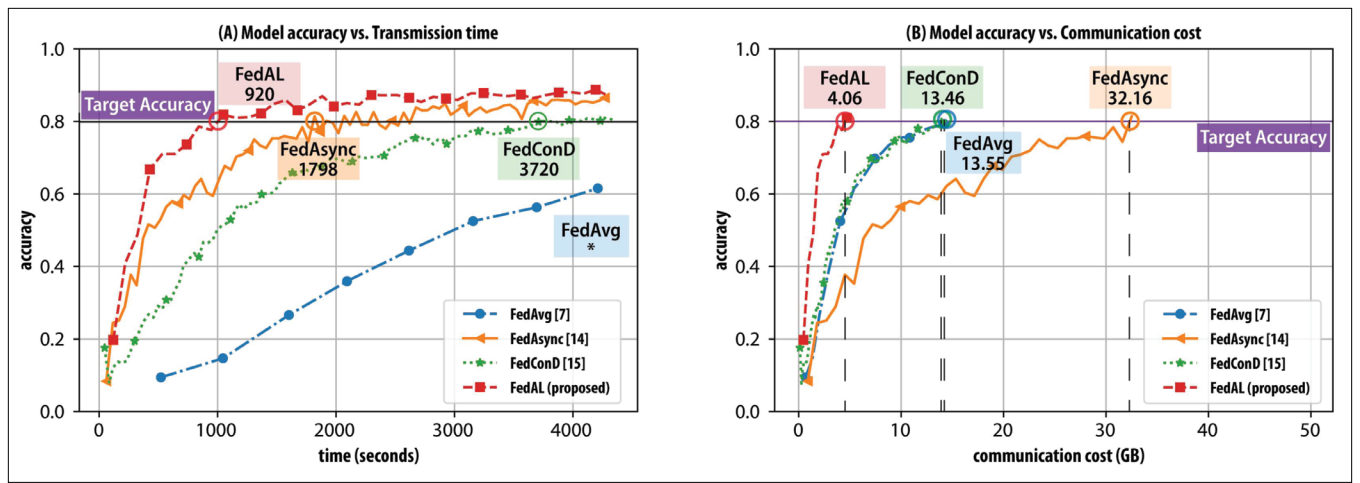 (A) Model accuracy vs. Transmission time
accuracy
1.0
0.8
0.6
0.4
0.2
0.0
Target Accuracy
FedAL
920
FedAsync
1798
FedConD
3720
FedAvg
*
FedAvg [7]
FedAsync [14]
FedConD [15]
FedAL (proposed)
0
1000
2000
3000
4000
time (seconds)
(B) Model accuracy vs. Communication cost
accuracy
1.0
0.8
0.6
0.4
0.2
0.0
FedAL
4.06
FedConD
13.46
FedAsync
32.16
FedAvg
13.55
Target Accuracy
FedAvg [7]
FedAsync [14]
FedConD [15]
FedAL (proposed)
0
10
20
30
40
50
communication cost (GB)